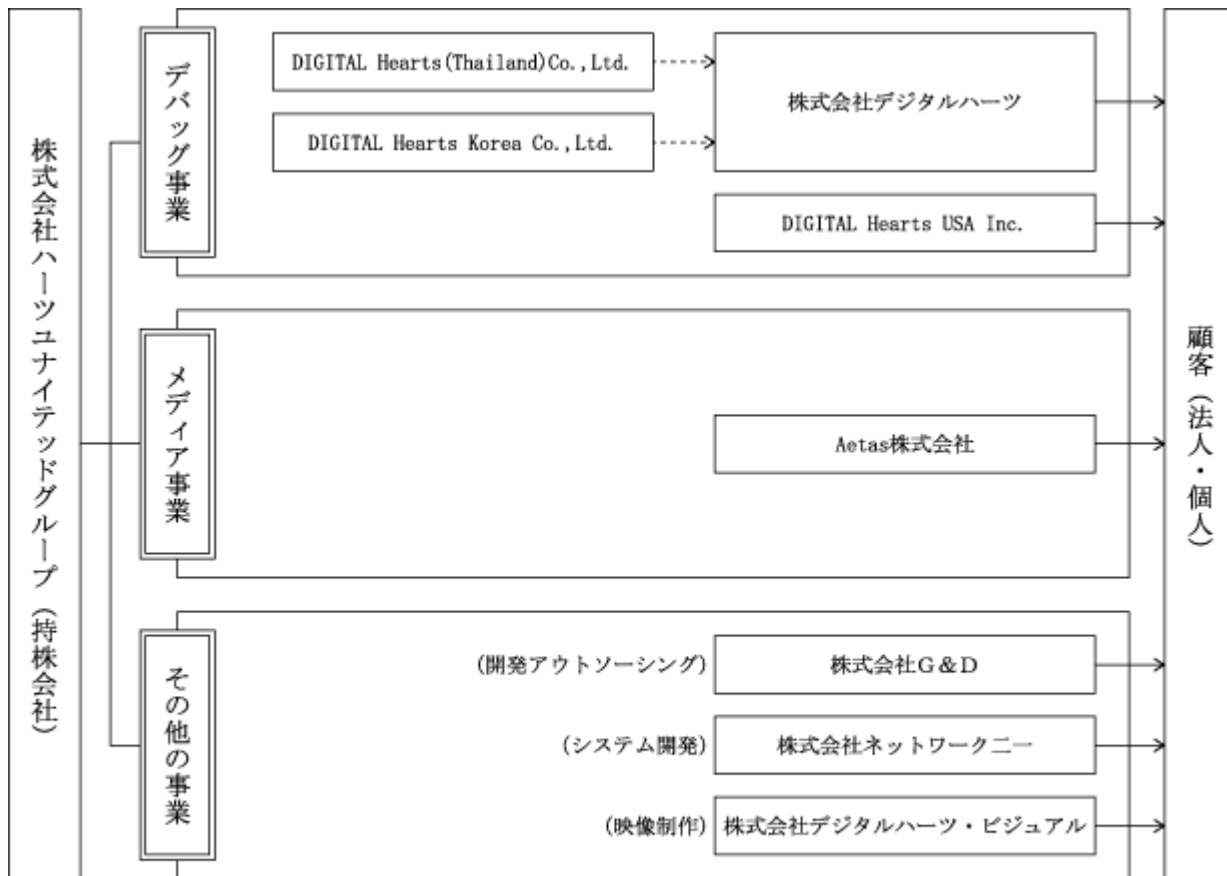 株式会社ハーツユナイテッドグループ（持株会社）
デバッグ事業
DIGITAL Hearts(Thailand)Co.,Ltd.
株式会社デジタルハーツ
DIGITAL Hearts Korea Co.,Ltd.
DIGITAL Hearts USA Inc.
メディア事業
Aetas株式会社
その他の事業
(開発アウトソーシング)
株式会社Ｇ＆Ｄ
(システム開発)
株式会社ネットワーク二一
(映像制作)
株式会社デジタルハーツ・ビジュアル
顧客（法人・個人）